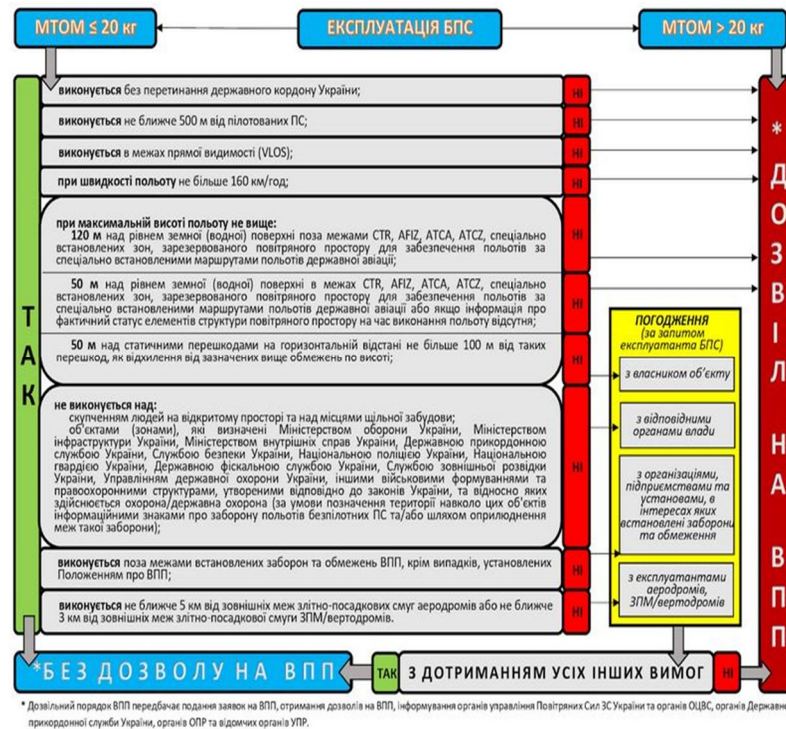 МТОМ ≤ 20 кг
ЕКСПЛУАТАЦІЯ БПС
МТОМ > 20 кг
ТАК
виконується без перетинання державного кордону України;
НІ
виконується не ближче 500 м від пілотованих ПС;
НІ
виконується в межах прямої видимості (VLOS);
НІ
при швидкості польоту не більше 160 км/год;
НІ
при максимальній висоті польоту не вище:
120 м над рівнем земної (водної) поверхні поза межами CTR, AFIZ, ATCA, ATCZ, спеціально
встановлених зон, зарезервованого повітряного простору для забезпечення польотів за
спеціально встановленими маршрутами польотів державної авіації;
НІ
50 м над рівнем земної (водної) поверхні в межах CTR, AFIZ, ATCA, ATCZ, спеціально
встановлених зон, зарезервованого повітряного простору для забезпечення польотів за
спеціально встановленими маршрутами польотів державної авіації або якщо інформація про
фактичний статус елементів структури повітряного простору на час виконання польоту відсутня;
НІ
50 м над статичними перешкодами на горизонтальній відстані не більше 100 м від таких
перешкод, як відхилення від зазначених вище обмежень по висоті;
НІ
не виконується над:
скупченням людей на відкритому просторі та над місцями щільної забудови;
об'єктами (зонами), які визначені Міністерством оборони України, Міністерством
інфраструктури України, Міністерством внутрішніх справ України, Державною прикордонною
службою України, Службою безпеки України, Національною поліцією України, Національною
гвардією України, Державною фіскальною службою України, Службою зовнішньої розвідки
України, Управлінням державної охорони України, іншими військовими формуваннями та
правоохоронними структурами, утвореними відповідно до законів України, та відносно яких
здійснюється охорона/державна охорона (за умови позначення території навколо цих об'єктів
інформаційними знаками про заборону польотів безпілотних ПС та/або шляхом оприлюднення
меж такої заборони);
НІ
виконується поза межами встановлених заборон та обмежень ВПП, крім випадків, установлених
Положенням про ВПП;
НІ
виконується не ближче 5 км від зовнішніх меж злітно-посадкових смуг аеродромів або не ближче
3 км від зовнішніх меж злітно-посадкової смуги ЗПМ/вертодромів.
НІ
ПОГОДЖЕННЯ
(за запитом
експлуатанта БПС)
з власником об'єкту
з відповідними
органами влади
з організаціями,
підприємствами та
установами, в
інтересах яких
встановлені заборони
та обмеження
з експлуатантами
аеродромів,
ЗПМ/вертодромів
* ДОЗВІЛ НА ВПП
*БЕЗ ДОЗВОЛУ НА ВПП
ТАК
З ДОТРИМАННЯМ УСІХ ІНШИХ ВИМОГ
НІ
* Дозвільний порядок ВПП передбачає подання заявок на ВПП, отримання дозволів на ВПП, інформування органів управління Повітряних Сил ЗС України та органів ОЦВС, органів Державно
прикордонної служби України, органів ОПР та відомчих органів УПР.